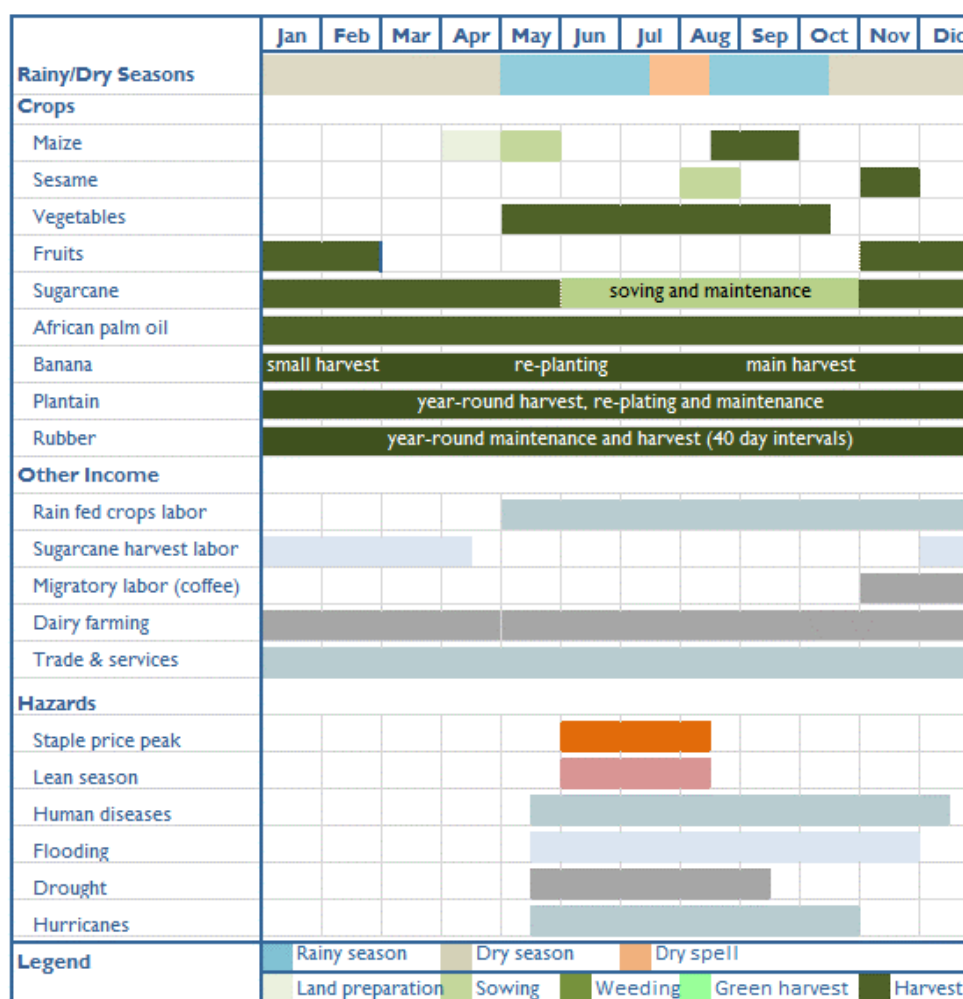 Jan Feb Mar Apr May Jun Jul Aug Sep Oct Nov Dic
Rainy/Dry Seasons
Crops
Maize
Sesame
Vegetables
Fruits
Sugarcane soving and maintenance
African palm oil
Banana small harvest re-planting main harvest
Plantain year-round harvest, re-plating and maintenance
Rubber year-round maintenance and harvest (40 day intervals)
Other Income
Rain fed crops labor
Sugarcane harvest labor
Migratory labor (coffee)
Dairy farming
Trade & services
Hazards
Staple price peak
Lean season
Human diseases
Flooding
Drought
Hurricanes
Legend Rainy season Dry season Dry spell
Land preparation Sowing Weeding Green harvest Harvest